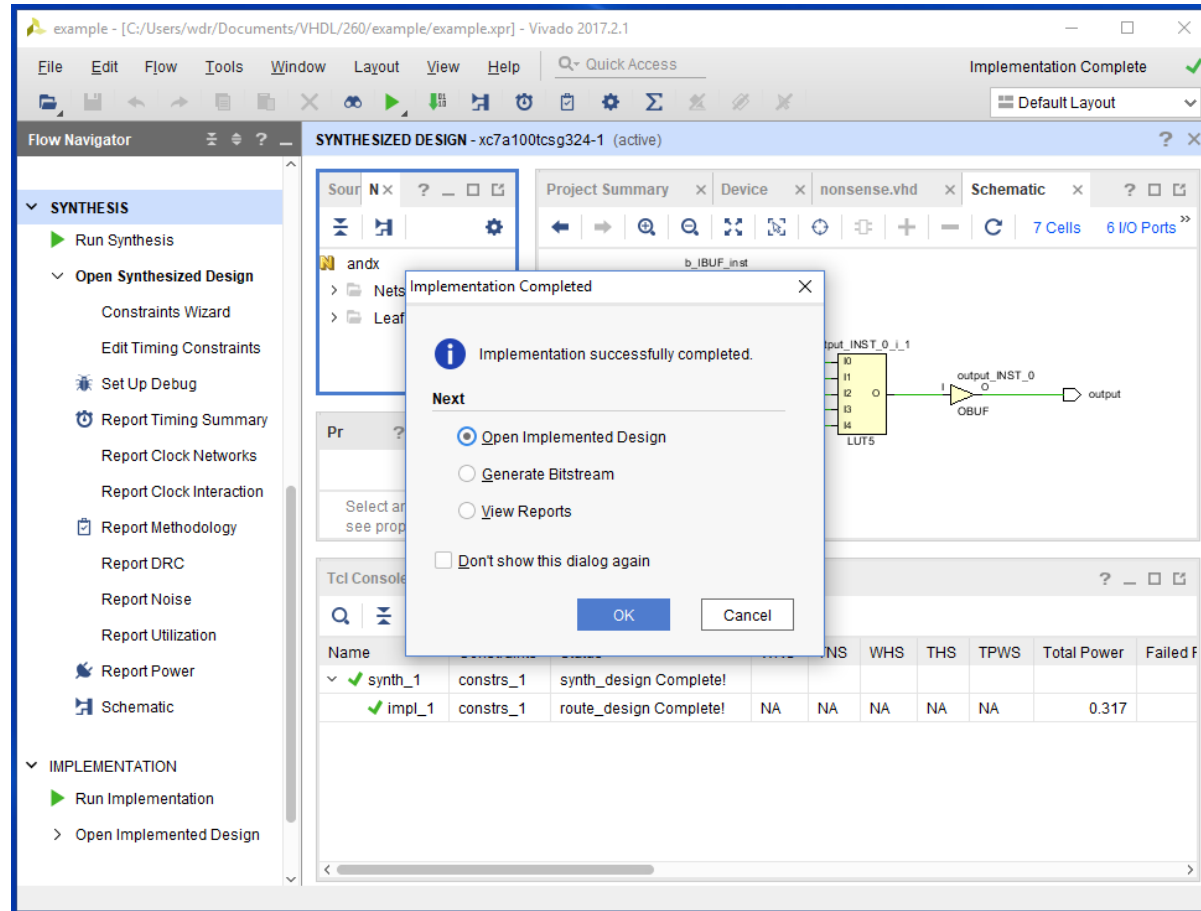 example - [C:/Users/wdr/Documents/VHDL/260/example/example.xpr] - Vivado 2017.2.1
File Edit Flow Tools Window Layout View Help Quick Access Implementation Complete
Default Layout
Flow Navigator
SYNTHESIZED DESIGN - xc7a100tcsg324-1 (active)
SYNTHESIS
Run Synthesis
Open Synthesized Design
Constraints Wizard
Edit Timing Constraints
Set Up Debug
Report Timing Summary
Report Clock Networks
Report Clock Interaction
Report Methodology
Report DRC
Report Noise
Report Utilization
Report Power
Schematic
IMPLEMENTATION
Run Implementation
Open Implemented Design
Sour N
andx
Nets
Leaf
Pr
Select ar
see prop
Project Summary Device nonsense.vhd Schematic
7 Cells 6 I/O Ports
b_IBUF_inst
tput_INST_0_i_1
I0
I1
I2 O
I3
I4
LUT5
output_INST_0
I O
OBUF
output
Implementation Completed
Implementation successfully completed.
Next
Open Implemented Design
Generate Bitstream
View Reports
Don't show this dialog again
OK Cancel
Tcl Console
Name TNS WHS THS TPWS Total Power Failed F
synth_1 constrs_1 synth_design Complete!
impl_1 constrs_1 route_design Complete! NA NA NA NA NA 0.317